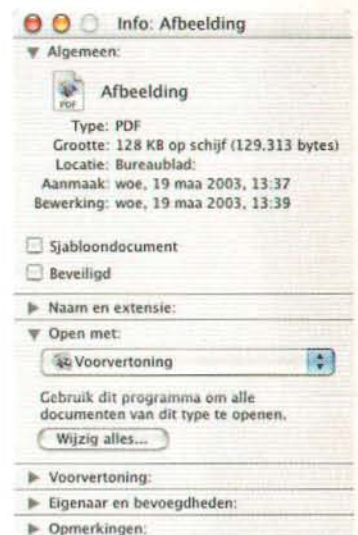 Info: Afbeelding
Algemeen:
PDF
Afbeelding
Type: PDF
Grootte: 128 KB op schijf (129.313 bytes)
Locatie: Bureaublad:
Aanmaak: woe, 19 maa 2003, 13:37
Bewerking: woe, 19 maa 2003, 13:39
Sjabloondocument
Beveiligd
Naam en extensie:
Open met:
Voorvertoning
Gebruik dit programma om alle
documenten van dit type te openen.
Wijzig alles...
Voorvertoning:
Eigenaar en bevoegdheden:
Opmerkingen: